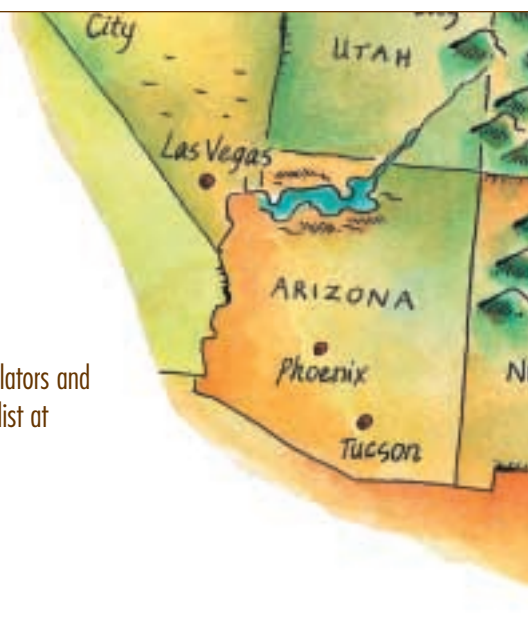 City
UTAH
Las Vegas
ARIZONA
Phoenix
Tucson
lators and
list at